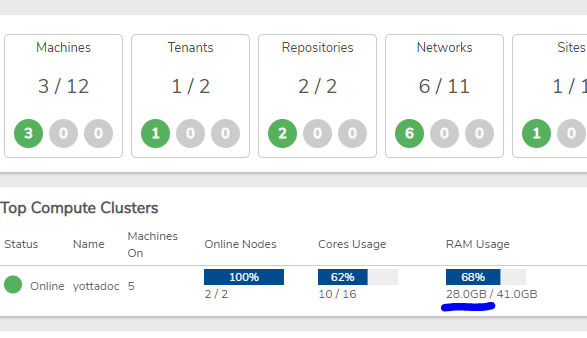 Machines
Tenants
Repositories
Networks
Sites
3 / 12
1 / 2
2 / 2
6 / 11
1 / 1
3 0 0
1 0 0
2 0 0
6 0 0
1 0
Top Compute Clusters
Status Name Machines On Online Nodes Cores Usage RAM Usage
100% 62% 68%
Online yottadoc 5 2 / 2 10 / 16 28.0GB / 41.0GB